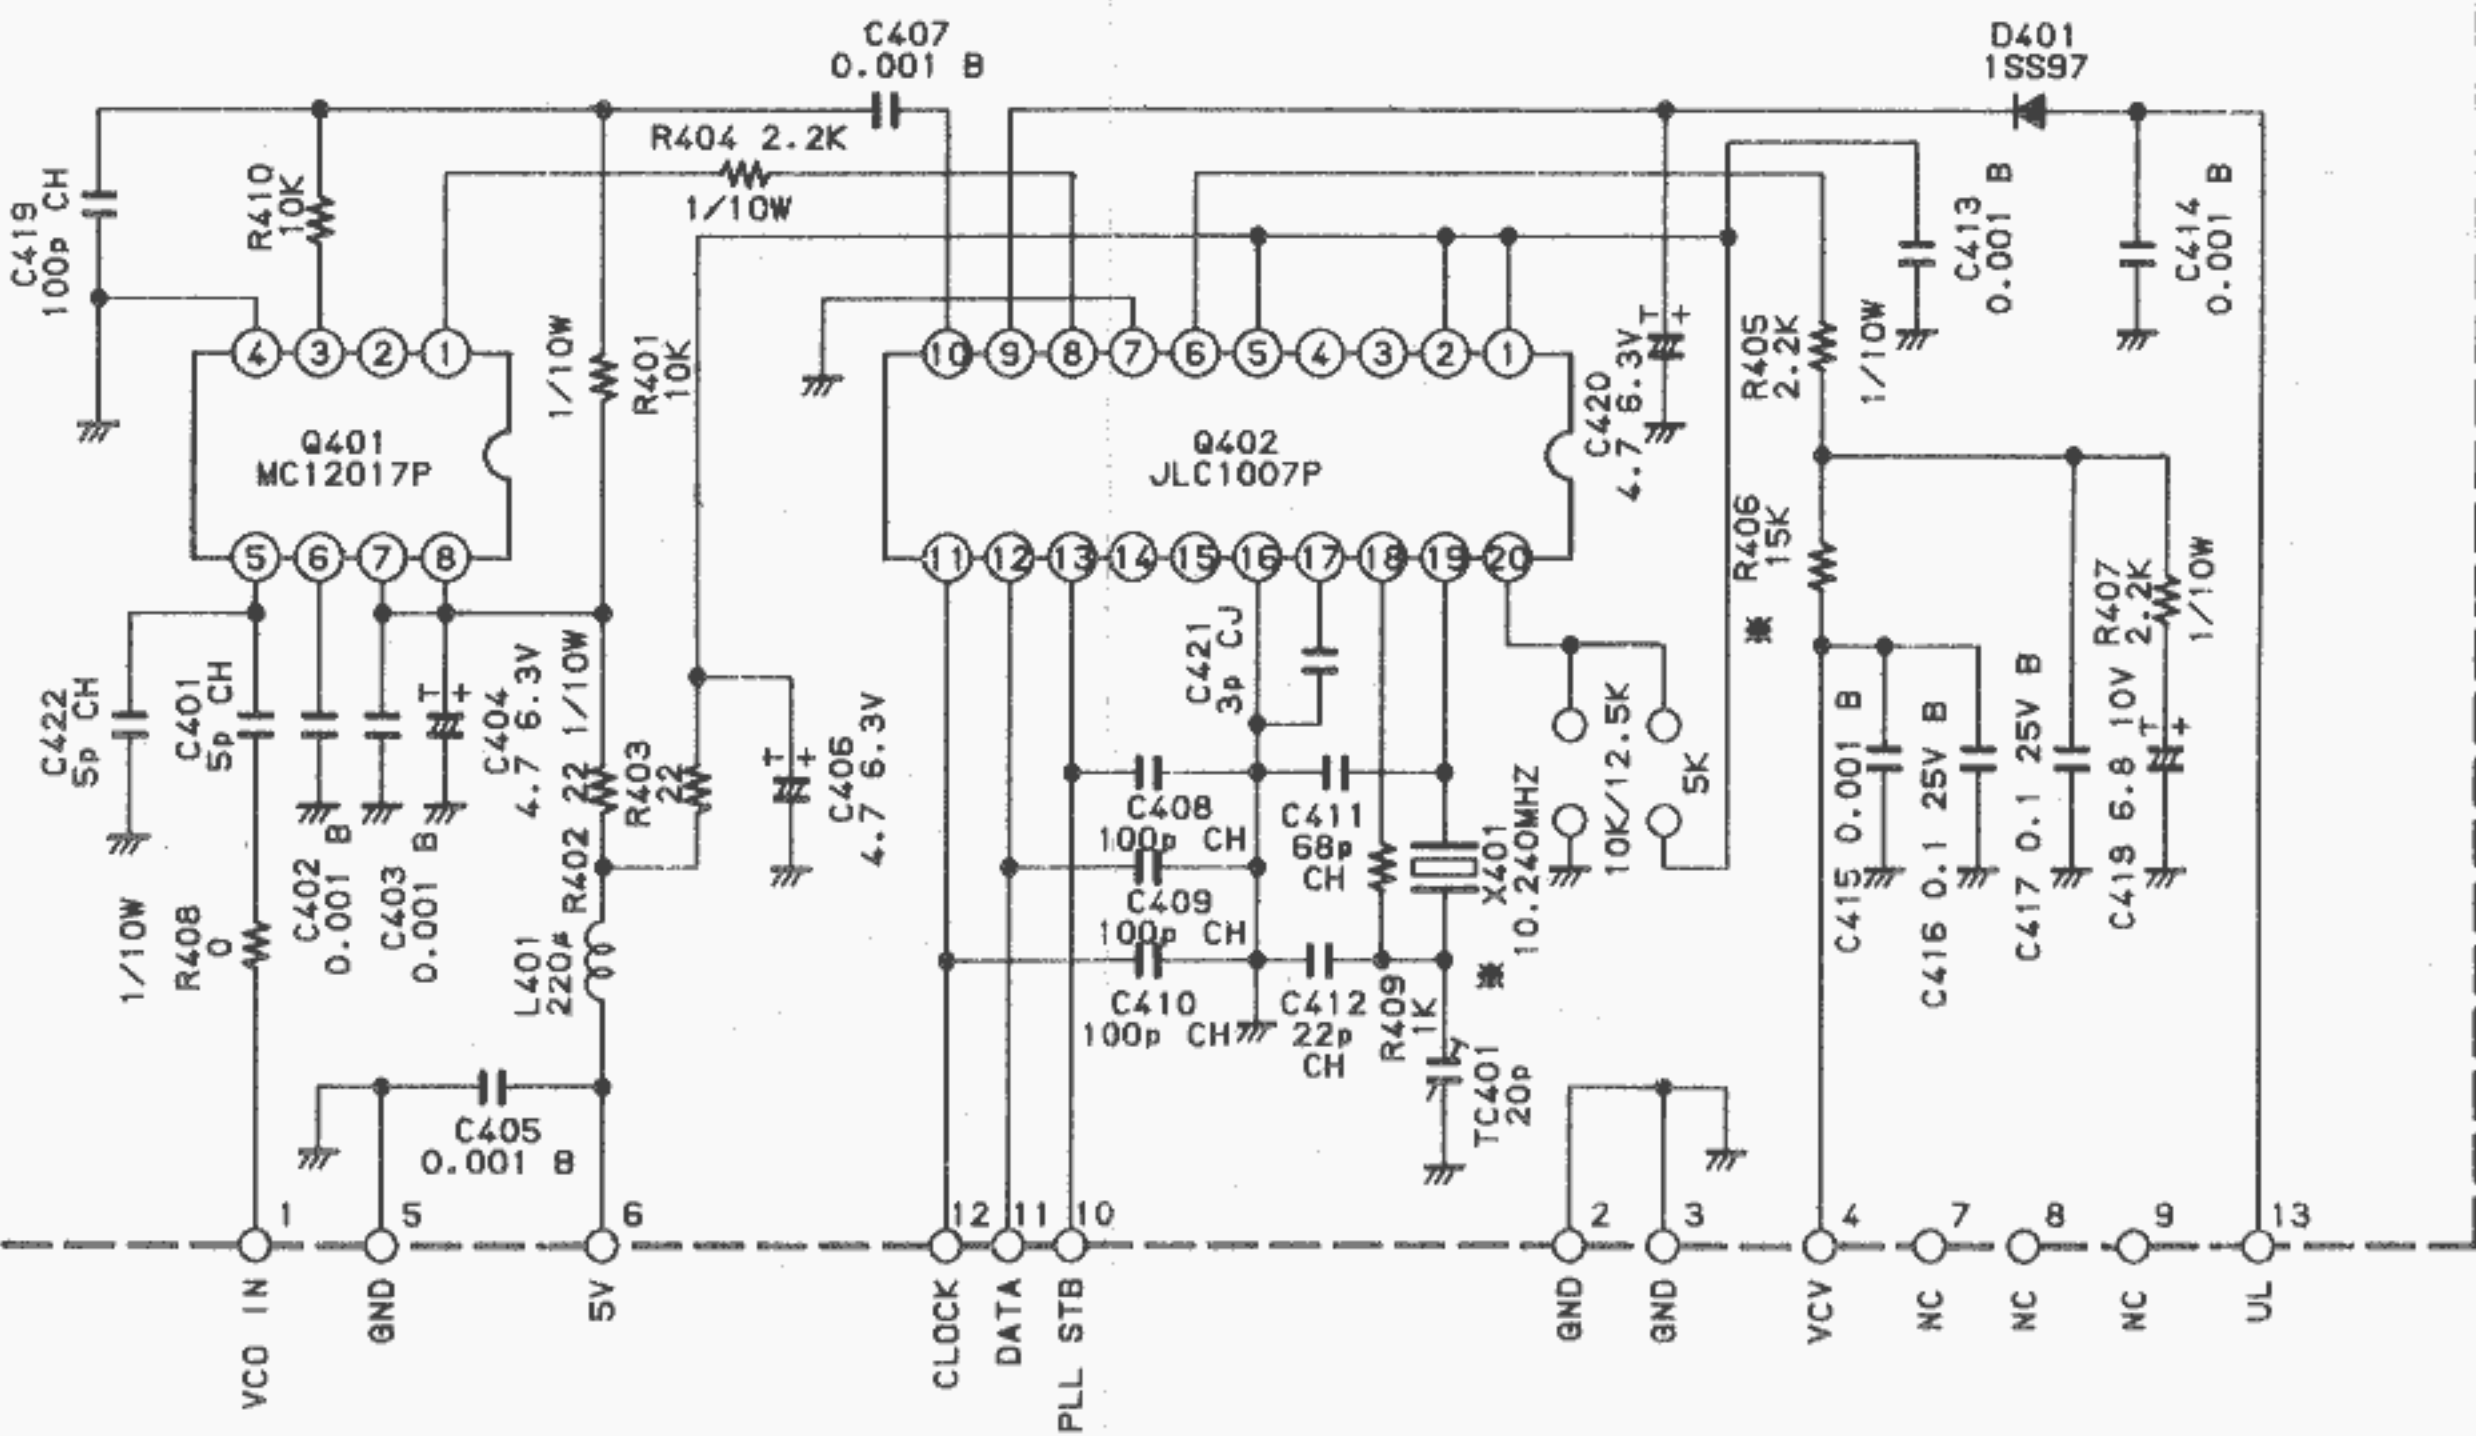 C407
0.001 B
D401
1SS97
R404 2.2K
1/10W
C419
100p CH
R410
10K
1/10W
R401
10K
C413
0.001 B
C414
0.001 B
4
3
2
1
10
9
8
7
6
5
4
3
2
1
T +
C420
4.7 6.3V
R405
2.2K
1/10W
Q401
MC12017P
Q402
JLC1007P
R406
15K
※
5
6
7
8
11
12
13
14
15
16
17
18
19
20
R407
2.2K
1/10W
C422
5p CH
C401
5p CH
T +
C404
4.7 6.3V
1/10W
R402 22
R403
22
T +
C406
4.7 6.3V
C421
3p CJ
10K/12.5K
5K
C415 0.001 B
C416 0.1 25V B
C417 0.1 25V B
C418 6.8 10V
T +
C408
100p CH
C411
68p
CH
C409
100p CH
X401
10.240MHZ
※
C402
0.001 B
C403
0.001 B
1/10W
R408
0
L401
220μ
C410
100p CH
C412
22p
CH
R409
1K
TC401
20p
C405
0.001 B
1
5
6
12
11
10
2
3
4
7
8
9
13
VCO IN
GND
5V
CLOCK
DATA
PLL STB
GND
GND
VCV
NC
NC
NC
UL